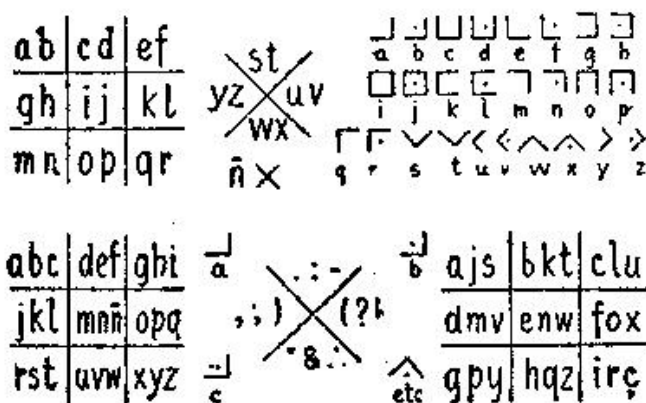 ab cd ef
gh ij kl
mn op qr
st
yz uv
wx
ñ
a b c d e f g h
i j k l m n o p
q r s t u v w x y z
abc def ghi
jkl mnñ opq
rst uvw xyz
a
c
. : -
, ; )
b
etc
ajs bkt clu
dmv enw fox
gpy hqz irç